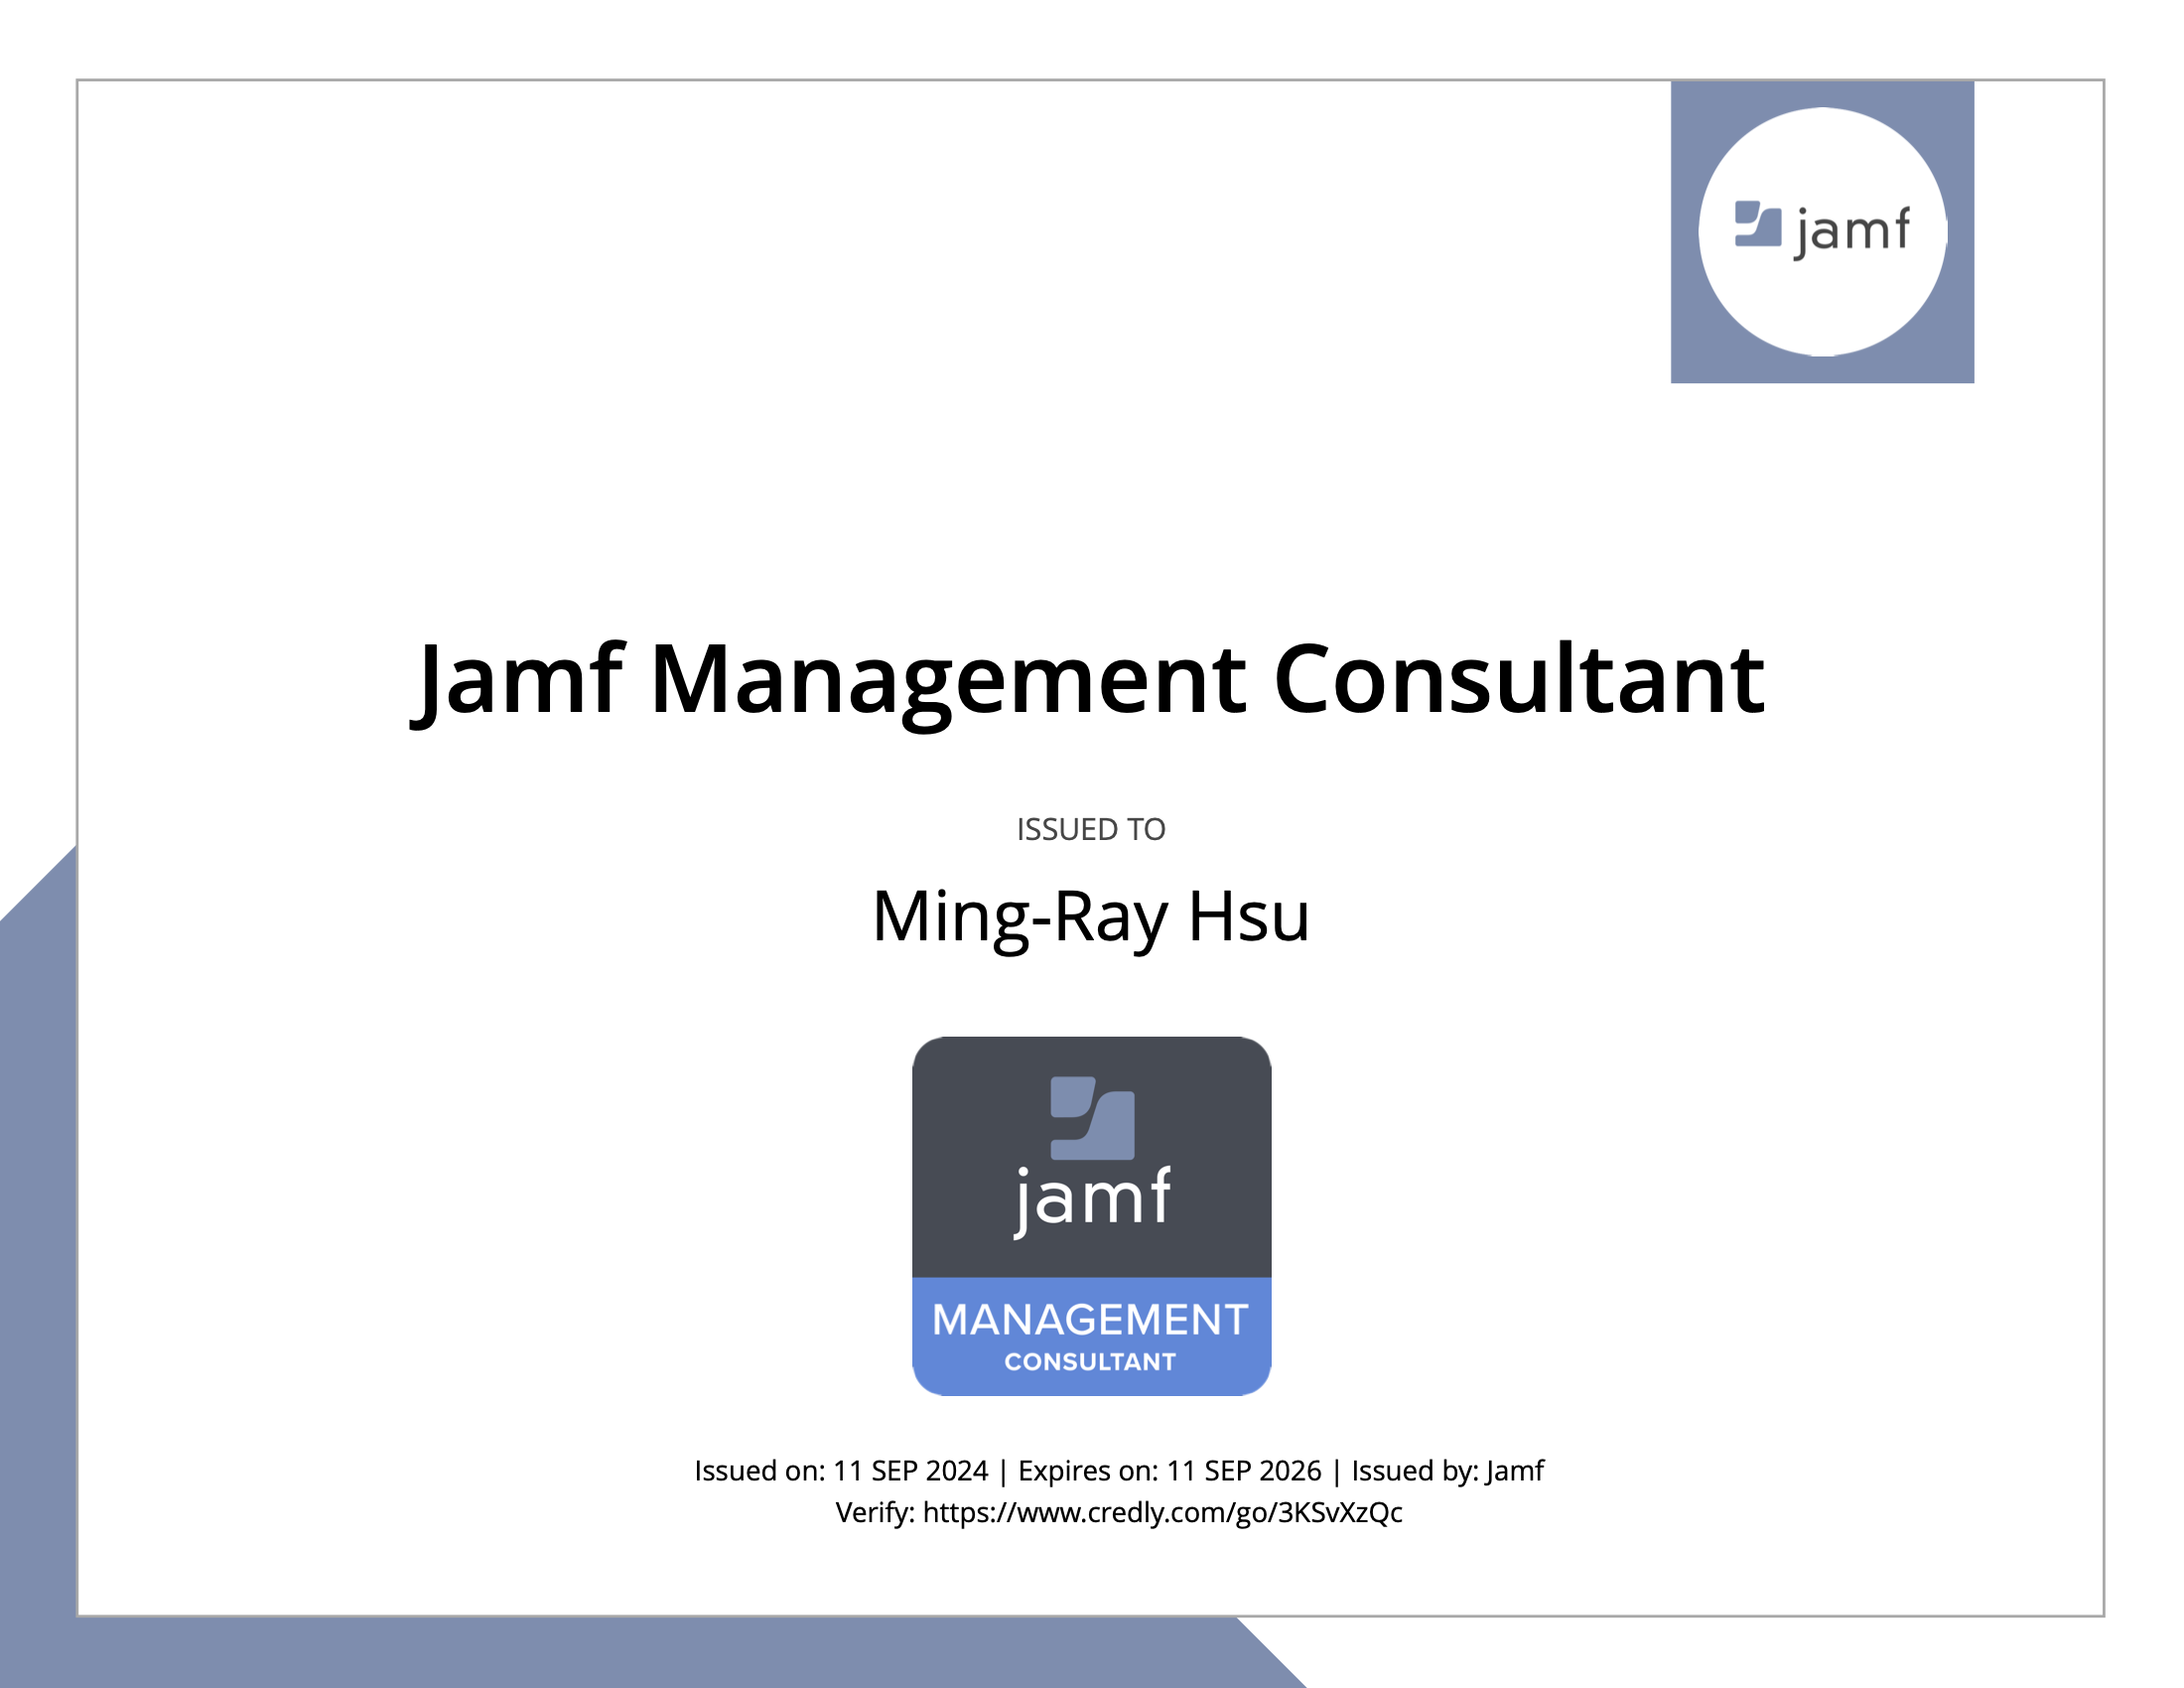 jamf
Jamf Management Consultant
ISSUED TO
Ming-Ray Hsu
jamf
MANAGEMENT
CONSULTANT
Issued on: 11 SEP 2024 | Expires on: 11 SEP 2026 | Issued by: Jamf
Verify: https://www.credly.com/go/3KSvXzQc